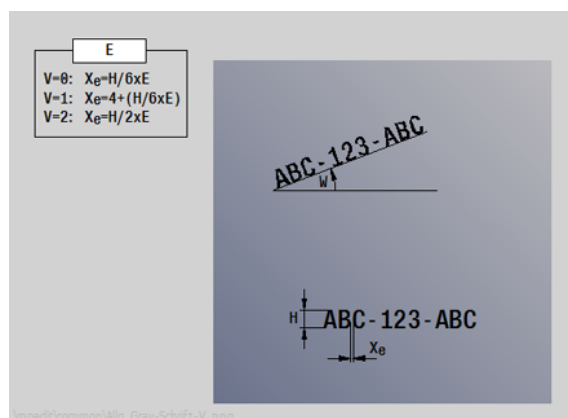 E
V=0: Xe=H/6xE
V=1: Xe=4+(H/6xE)
V=2: Xe=H/2xE
ABC-123-ABC
W
H
ABC-123-ABC
Xe